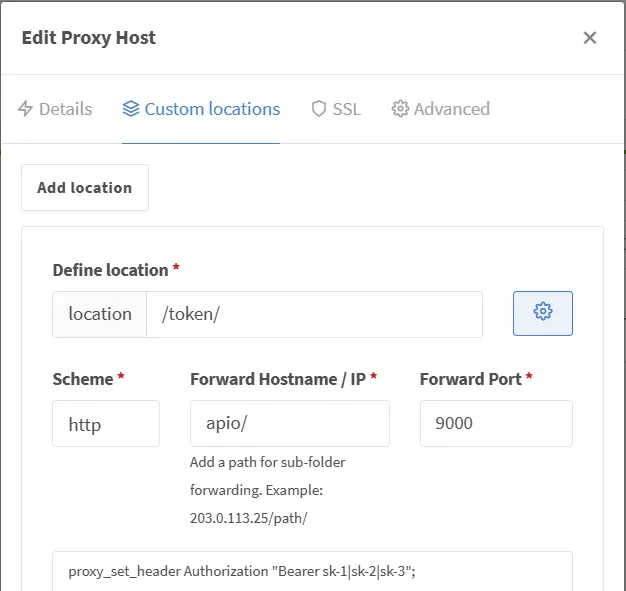 Edit Proxy Host
Details Custom locations SSL Advanced
Add location
Define location *
location /token/
Scheme * Forward Hostname / IP * Forward Port *
http apio/ 9000
Add a path for sub-folder
forwarding. Example:
203.0.113.25/path/
proxy_set_header Authorization "Bearer sk-1|sk-2|sk-3";